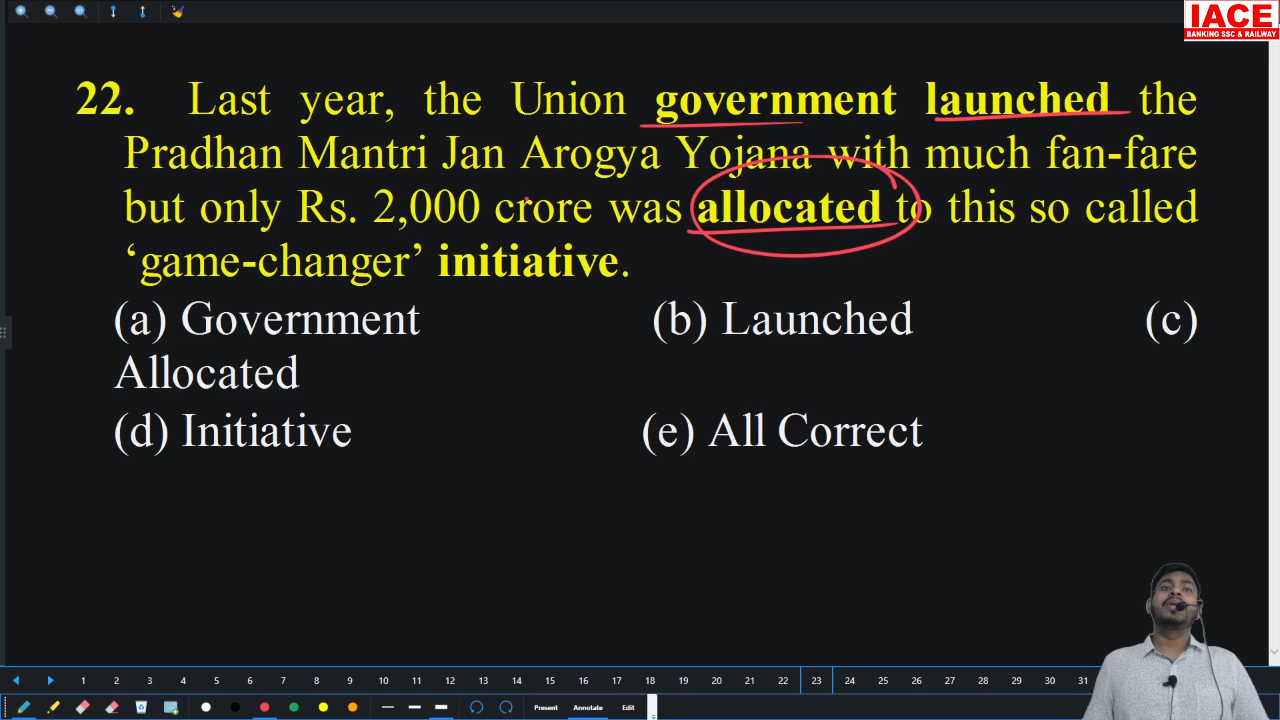 IACE
BANKING SSC & RAILWAY
22. Last year, the Union government launched the
Pradhan Mantri Jan Arogya Yojana with much fan-fare
but only Rs. 2,000 crore was allocated to this so called
‘game-changer’ initiative.
(a) Government (b) Launched (c)
Allocated
(d) Initiative (e) All Correct
1 2 3 4 5 6 7 8 9 10 11 12 13 14 15 16 17 18 19 20 21 22 23 24 25 26 27 28 29 30 31
Present Annotate Edit